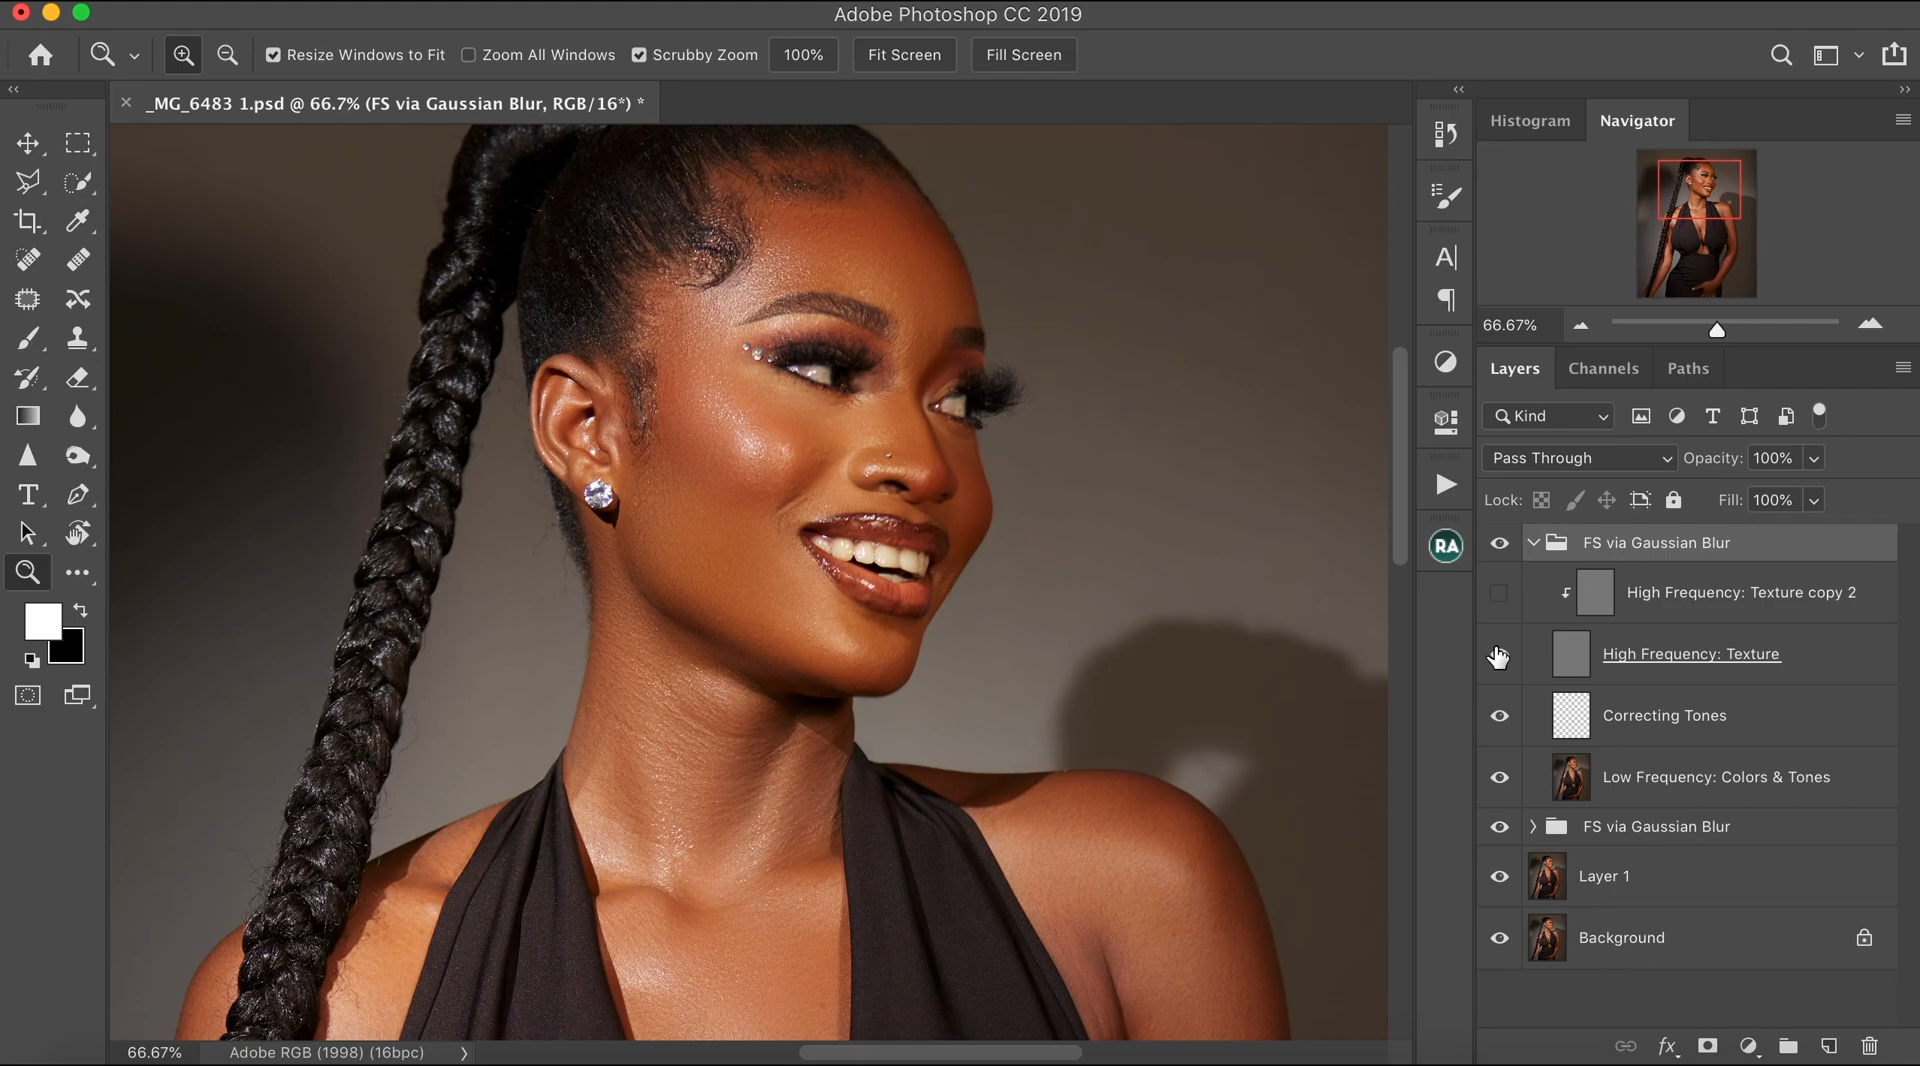 Adobe Photoshop CC 2019
Resize Windows to Fit
Zoom All Windows
Scrubby Zoom
100%
Fit Screen
Fill Screen
_MG_6483 1.psd @ 66.7% (FS via Gaussian Blur, RGB/16*) *
Histogram
Navigator
66.67%
Layers
Channels
Paths
Kind
Pass Through
Opacity: 100%
Lock:
Fill: 100%
RA
FS via Gaussian Blur
High Frequency: Texture copy 2
High Frequency: Texture
Correcting Tones
Low Frequency: Colors & Tones
FS via Gaussian Blur
Layer 1
Background
66.67%
Adobe RGB (1998) (16bpc)
fx